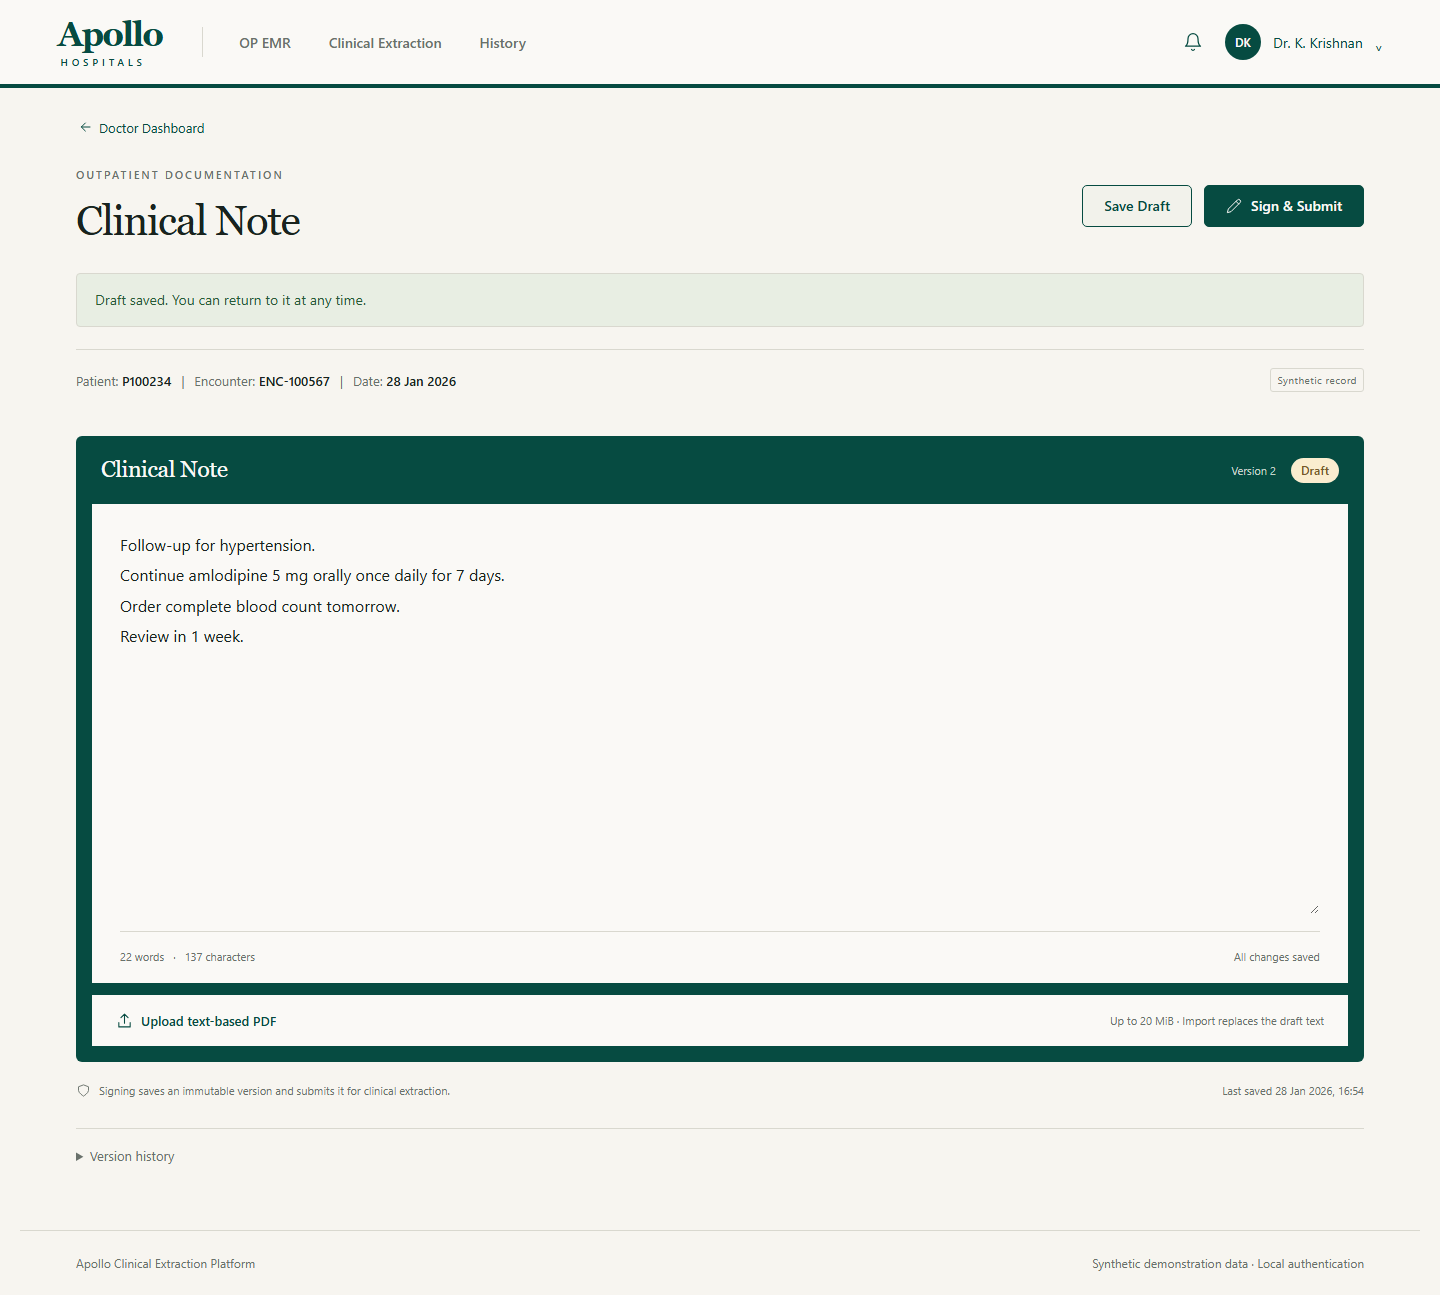 Apollo
HOSPITALS
OP EMR
Clinical Extraction
History
DK
Dr. K. Krishnan
v
← Doctor Dashboard
OUTPATIENT DOCUMENTATION
Clinical Note
Save Draft
Sign & Submit
Draft saved. You can return to it at any time.
Patient: P100234 | Encounter: ENC-100567 | Date: 28 Jan 2026
Synthetic record
Clinical Note
Version 2
Draft
Follow-up for hypertension.
Continue amlodipine 5 mg orally once daily for 7 days.
Order complete blood count tomorrow.
Review in 1 week.
22 words · 137 characters
All changes saved
Upload text-based PDF
Up to 20 MiB · Import replaces the draft text
Signing saves an immutable version and submits it for clinical extraction.
Last saved 28 Jan 2026, 16:54
Version history
Apollo Clinical Extraction Platform
Synthetic demonstration data · Local authentication